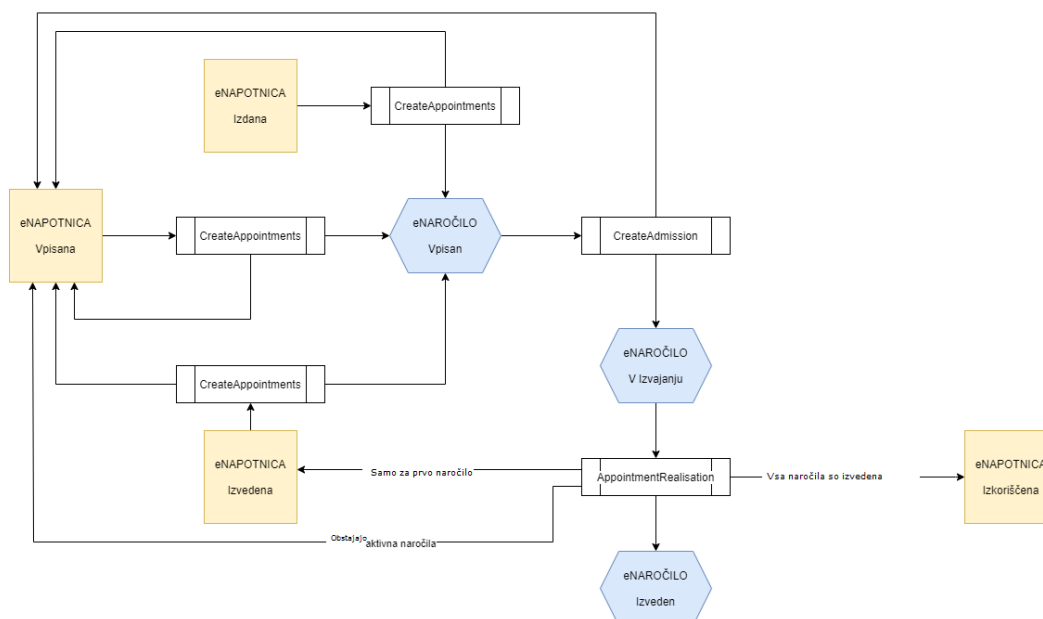 eNAPOTNICA
Izdana
CreateAppointments
eNAPOTNICA
Vpisana
CreateAppointments
eNAROČILO
Vpisan
CreateAdmission
eNAROČILO
V Izvajanju
CreateAppointments
eNAPOTNICA
Izvedena
Samo za prvo naročilo
AppointmentRealisation
Vsa naročila so izvedena
eNAPOTNICA
Izkoriščena
Obstajajo aktivna naročila
eNAROČILO
Izveden